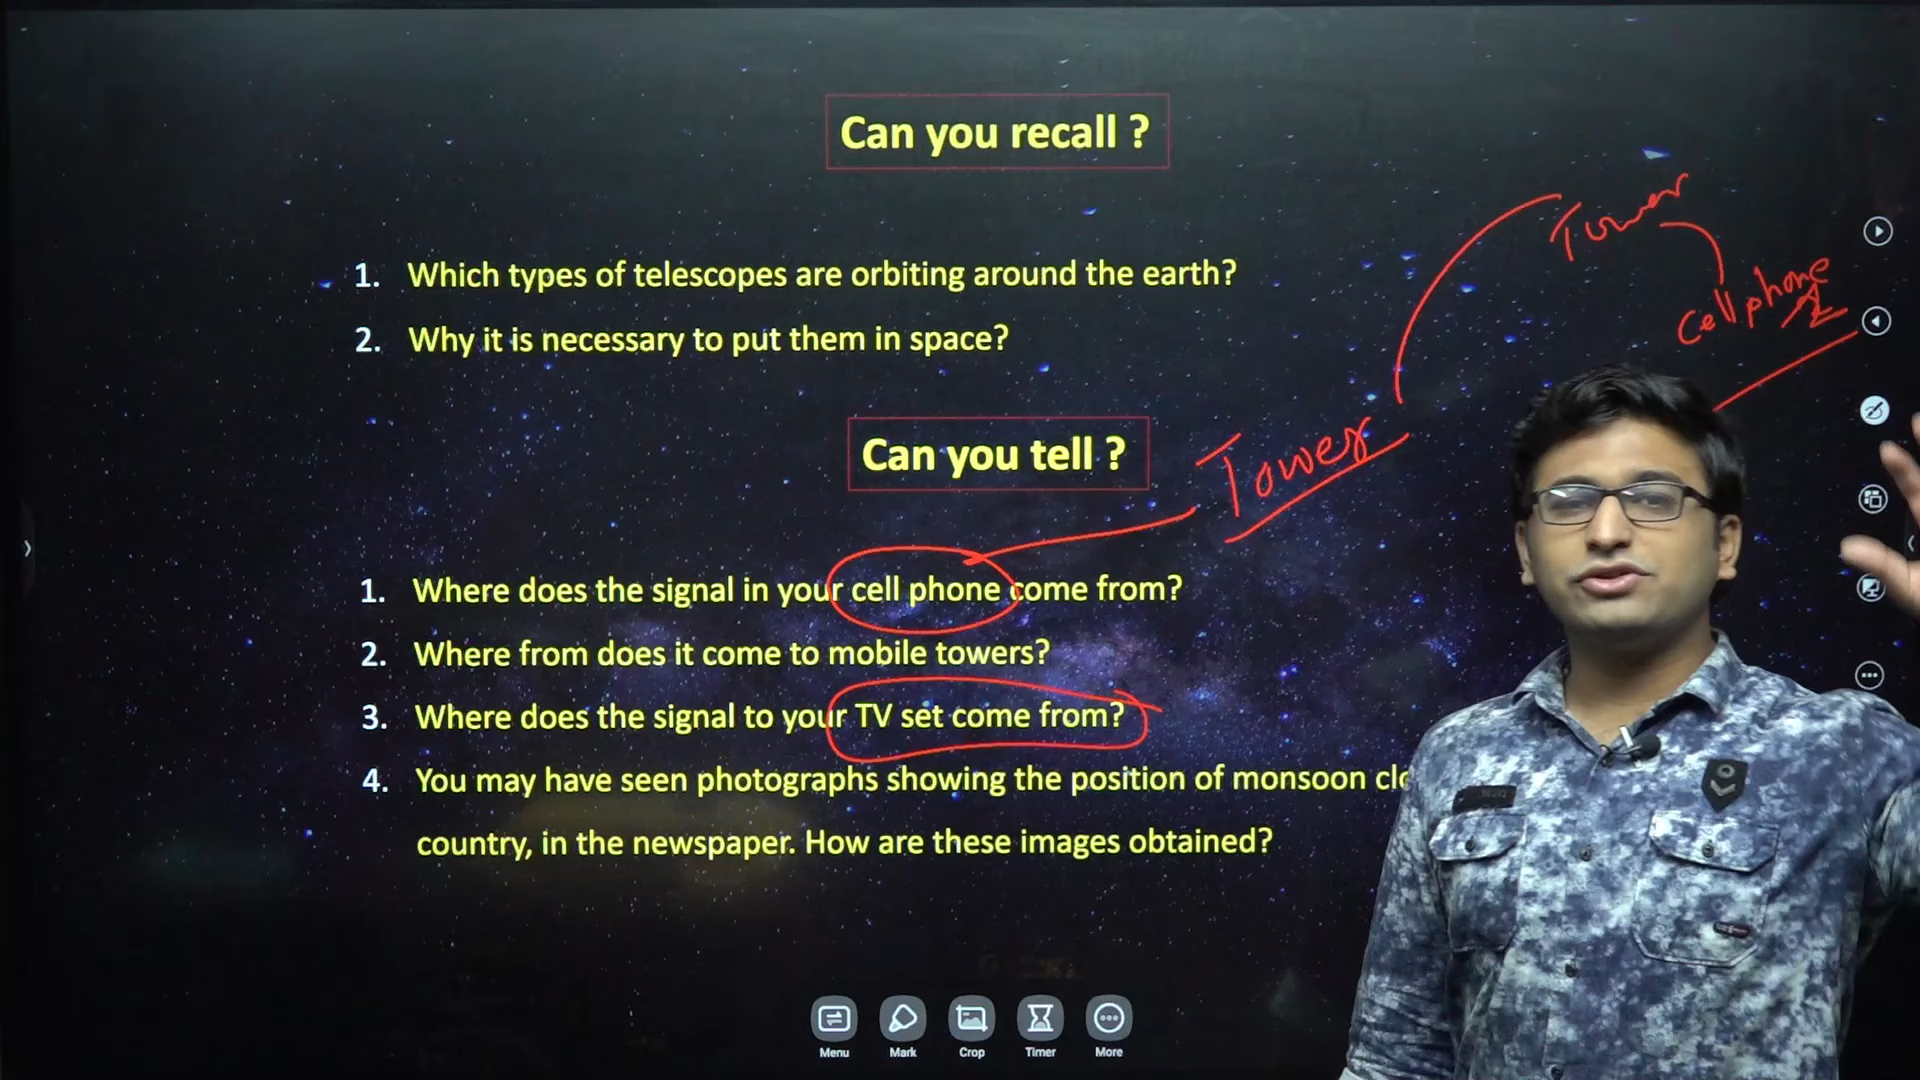 Can you recall ?
1. Which types of telescopes are orbiting around the earth?
2. Why it is necessary to put them in space?
Tower
Cell phone 2
Can you tell ?
Tower
1. Where does the signal in your cell phone come from?
2. Where from does it come to mobile towers?
3. Where does the signal to your TV set come from?
4. You may have seen photographs showing the position of monsoon clo
country, in the newspaper. How are these images obtained?
Menu Mark Crop Timer More